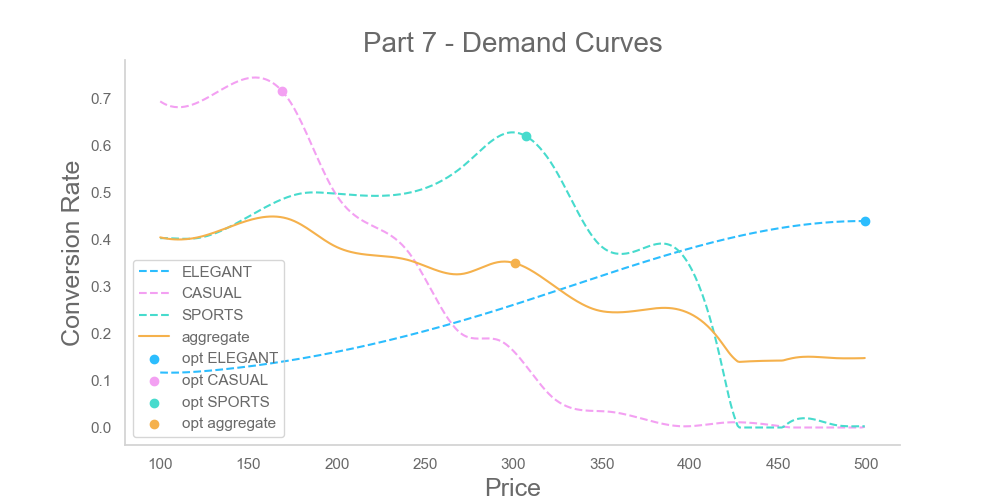 Part 7 - Demand Curves
Conversion Rate
0.7
0.6
0.5
0.4
0.3
0.2
0.1
0.0
ELEGANT
CASUAL
SPORTS
aggregate
opt ELEGANT
opt CASUAL
opt SPORTS
opt aggregate
100 150 200 250 300 350 400 450 500
Price